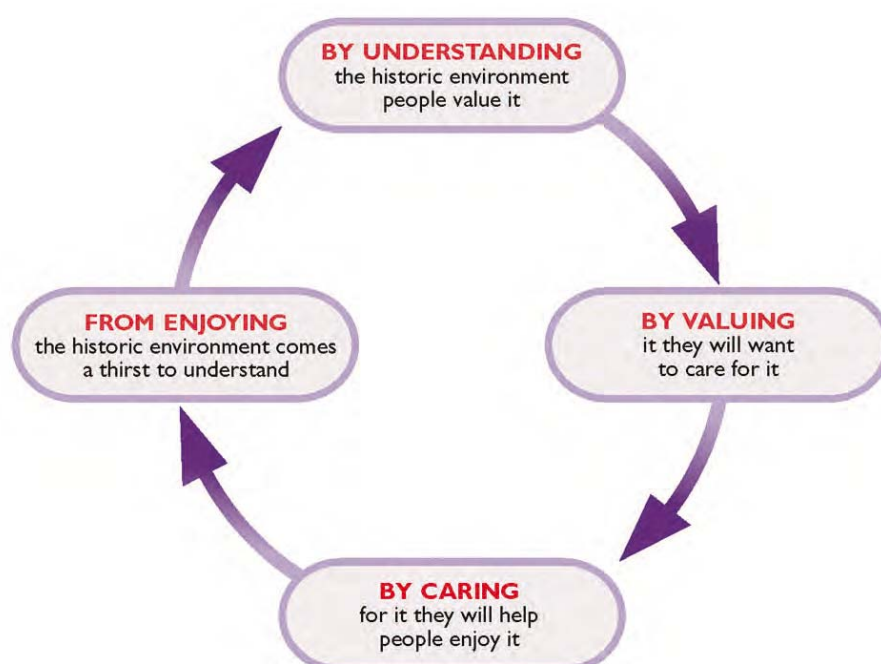 BY UNDERSTANDING
the historic environment
people value it
BY VALUING
it they will want
to care for it
BY CARING
for it they will help
people enjoy it
FROM ENJOYING
the historic environment comes
a thirst to understand